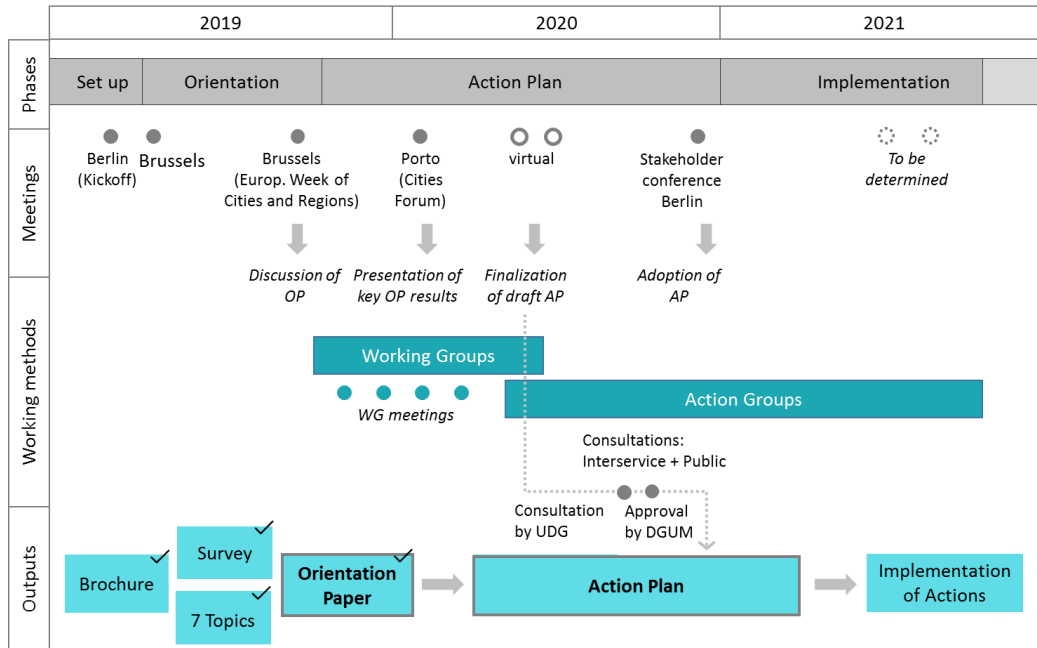 2019
2020
2021
Phases
Set up
Orientation
Action Plan
Implementation
Meetings
Berlin
(Kickoff)
Brussels
Brussels
(Europ. Week of
Cities and Regions)
Porto
(Cities
Forum)
virtual
Stakeholder
conference
Berlin
To be
determined
Discussion of
OP
Presentation of
key OP results
Finalization
of draft AP
Adoption of
AP
Working methods
Working Groups
WG meetings
Action Groups
Consultations:
Interservice + Public
Consultation
by UDG
Approval
by DGUM
Outputs
Brochure
Survey
7 Topics
Orientation
Paper
Action Plan
Implementation
of Actions